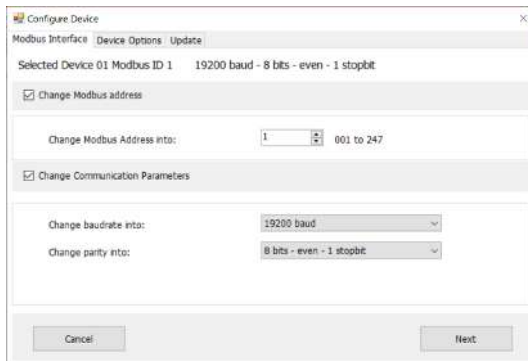 Configure Device
Modbus Interface Device Options Update
Selected Device 01 Modbus ID 1 19200 baud - 8 bits - even - 1 stopbit
Change Modbus address
Change Modbus Address into: 1 001 to 247
Change Communication Parameters
Change baudrate into: 19200 baud
Change parity into: 8 bits - even - 1 stopbit
Cancel Next